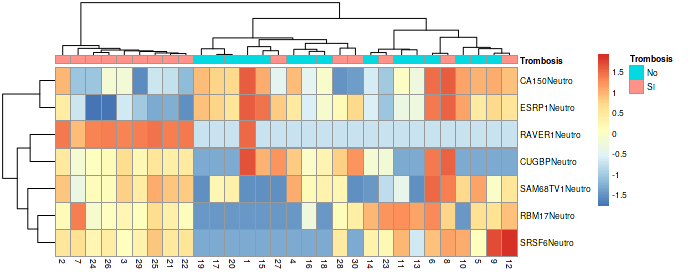 Trombosis
CA150Neutro
ESRP1Neutro
RAVER1Neutro
CUGBPNeutro
SAM68TV1Neutro
RBM17Neutro
SRSF6Neutro
2 7 24 26 3 29 25 21 22 19 17 20 1 15 27 4 16 18 28 30 14 23 11 13 6 8 10 5 9 12
1.5
1
0.5
0
-0.5
-1
-1.5
Trombosis
No
SI